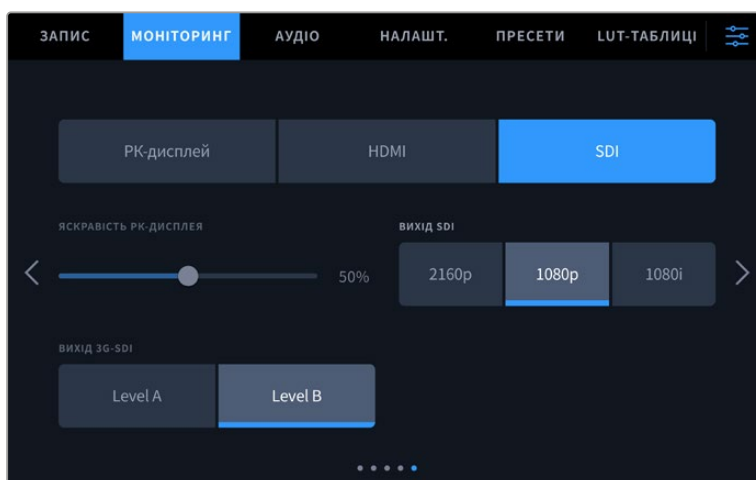 ЗАПИС МОНІТОРИНГ АУДІО НАЛАШТ. ПРЕСЕТИ LUT-ТАБЛИЦІ
РК-дисплей HDMI SDI
ЯСКРАВІСТЬ РК-ДИСПЛЕЯ ВИХІД SDI
50% 2160p 1080p 1080i
ВИХІД 3G-SDI
Level A Level B